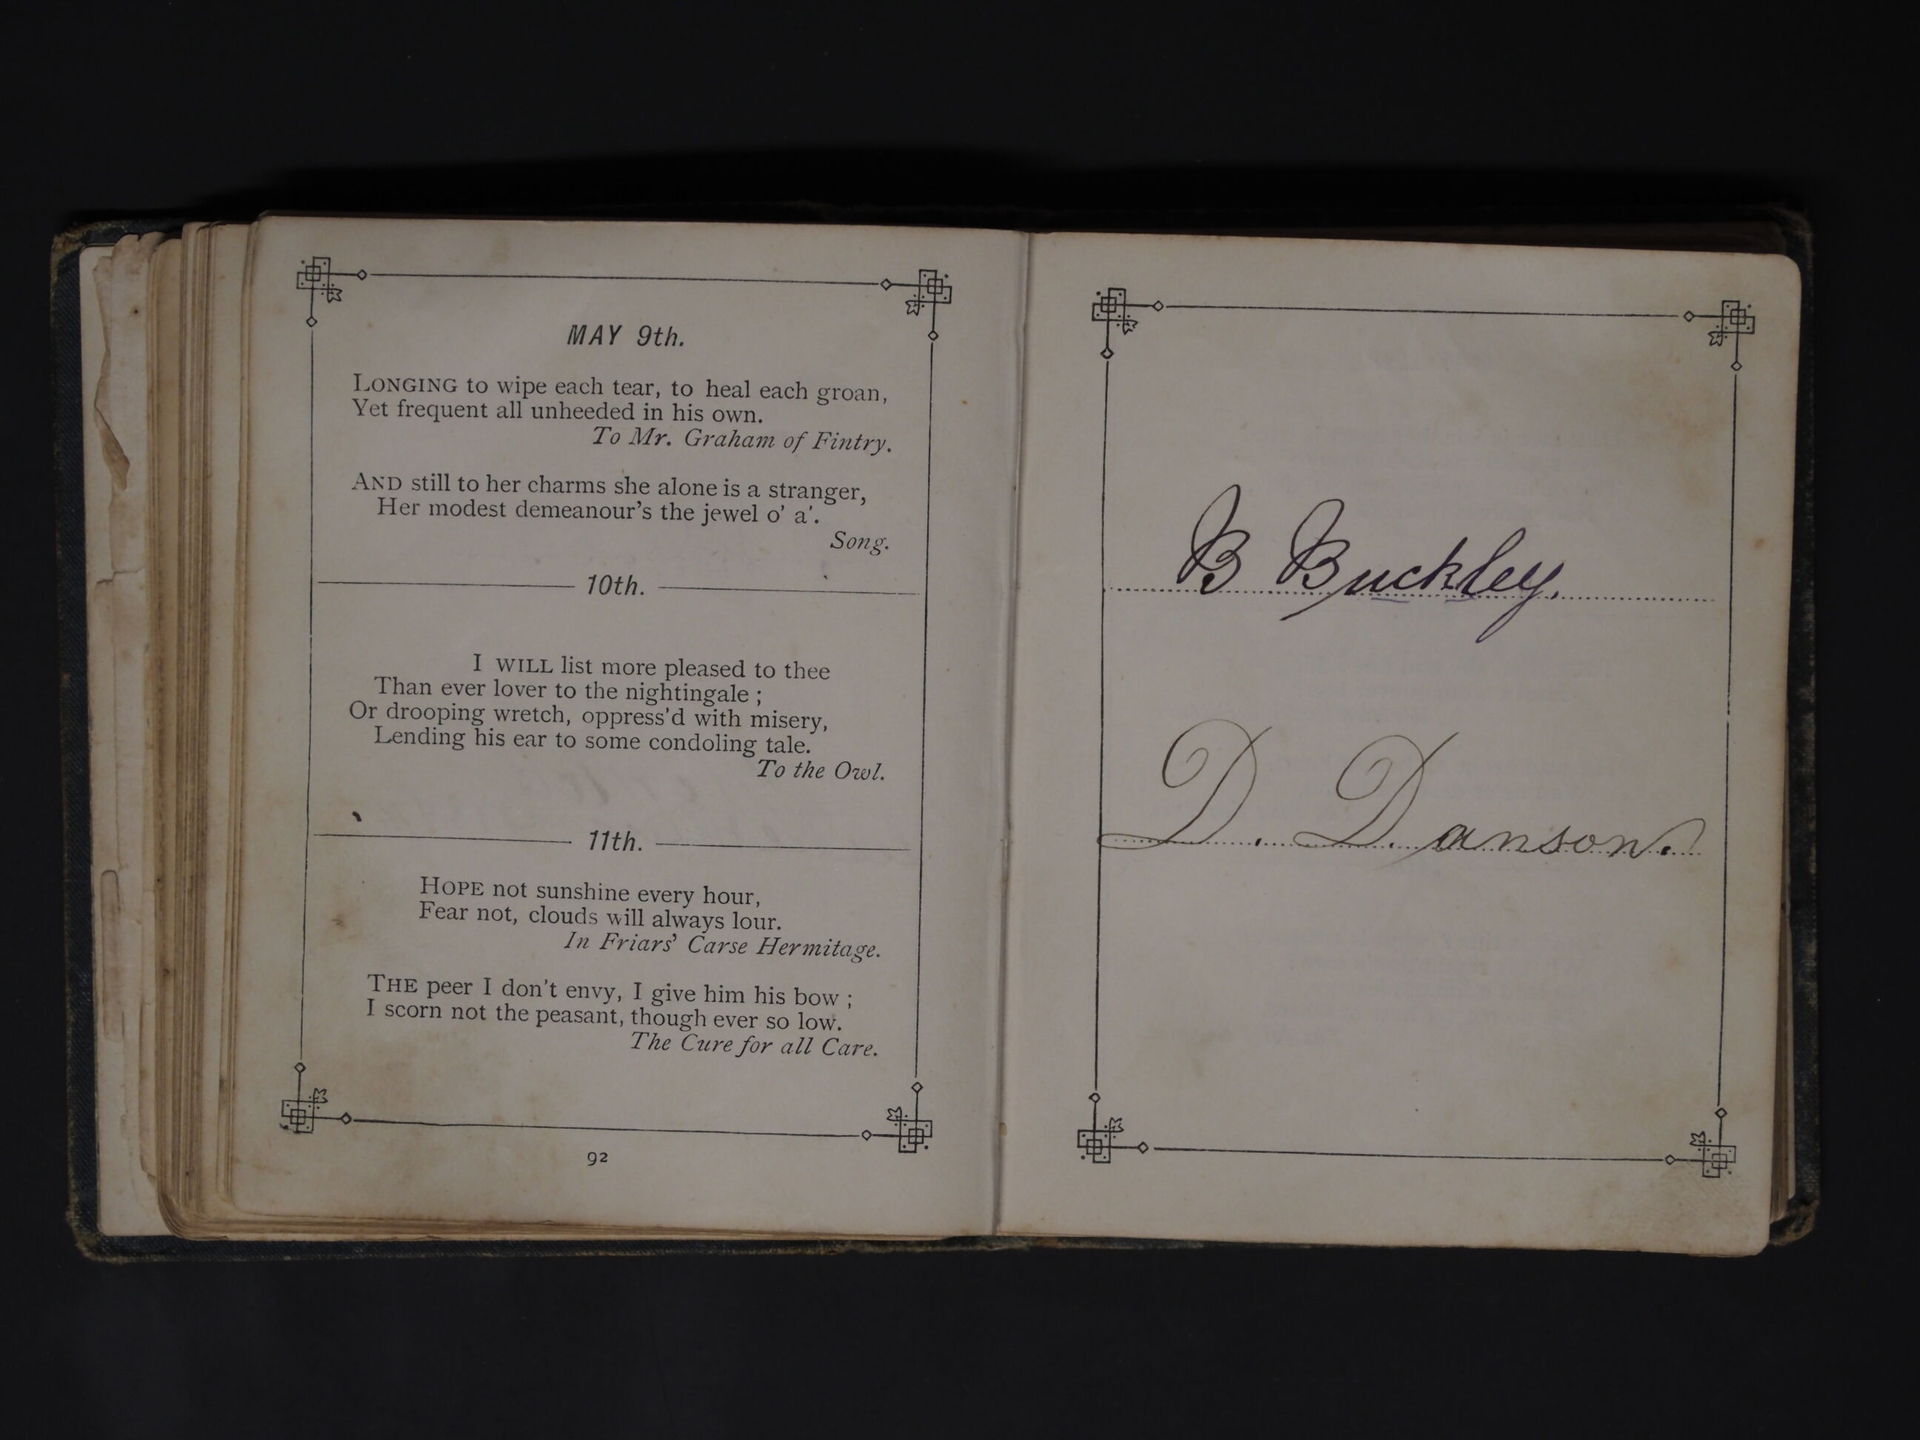 MAY 9th.
LONGING to wipe each tear, to heal each groan,
Yet frequent all unheeded in his own.
To Mr. Graham of Fintry.
AND still to her charms she alone is a stranger,
Her modest demeanour's the jewel o' a'.
Song.
10th.
I WILL list more pleased to thee
Than ever lover to the nightingale ;
Or drooping wretch, oppress'd with misery,
Lending his ear to some condoling tale.
To the Owl.
11th.
HOPE not sunshine every hour,
Fear not, clouds will always lour.
In Friars' Carse Hermitage.
THE peer I don't envy, I give him his bow ;
I scorn not the peasant, though ever so low.
The Cure for all Care.
92
B Buckley.
D. Danson.